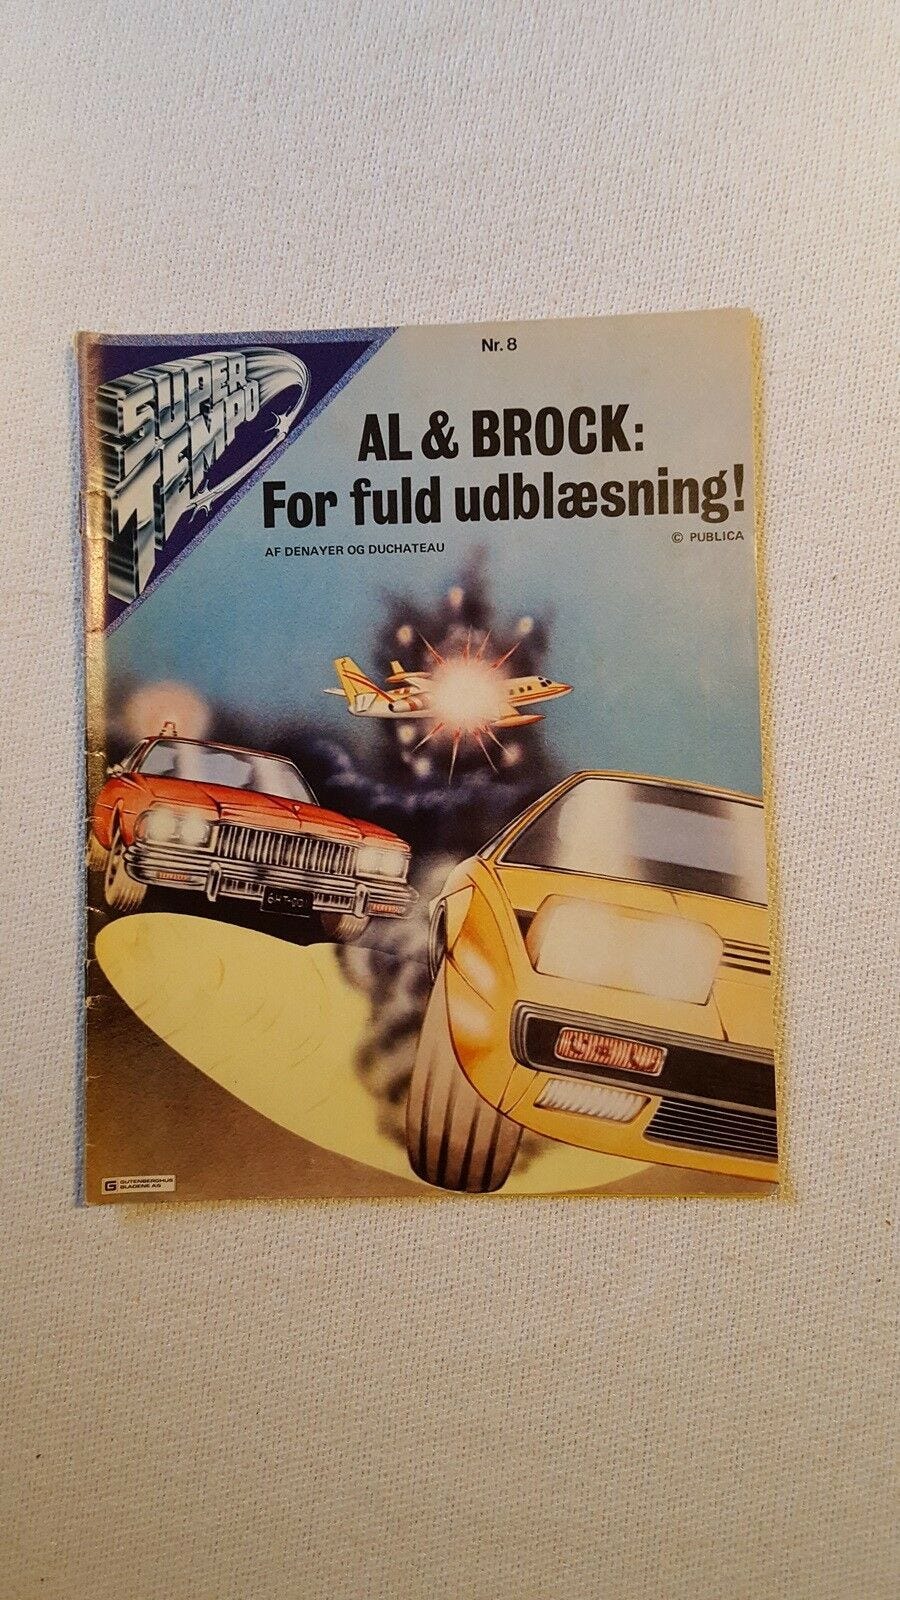 SUPER
TEMPO
Nr. 8
AL & BROCK:
For fuld udblæsning!
© PUBLICA
AF DENAYER OG DUCHATEAU
G GUTENBERGHUS
BLADENE AS